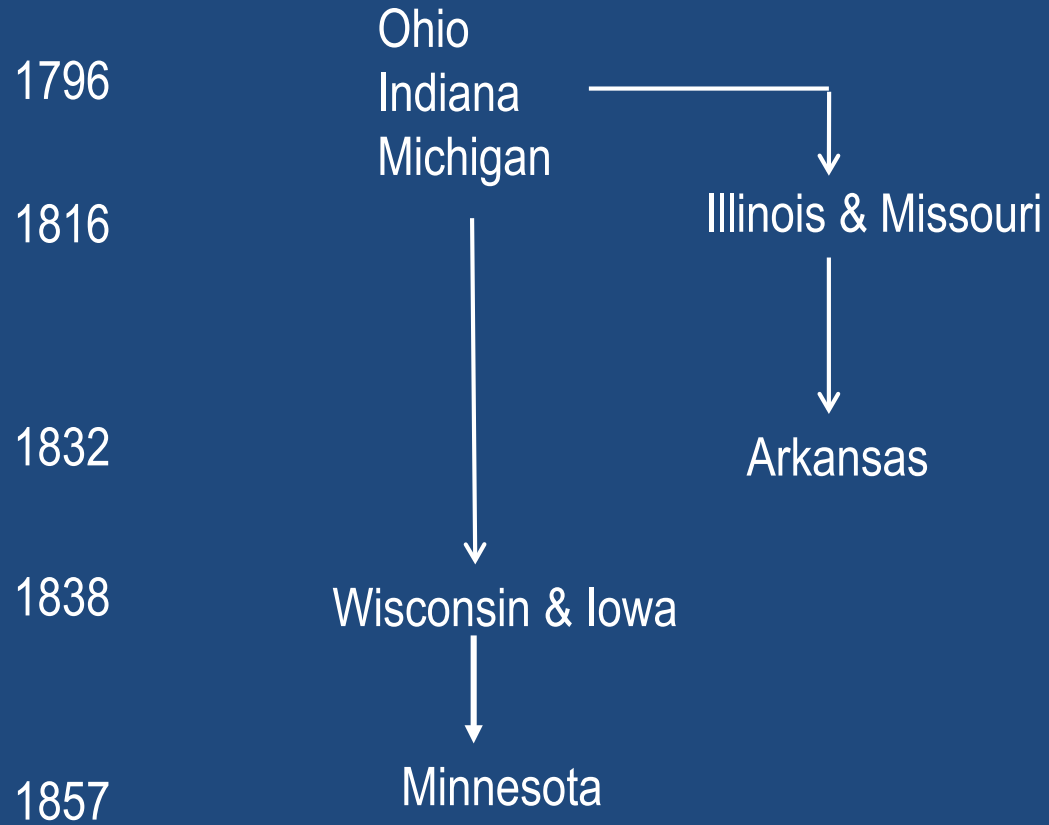 Ohio
1796
Indiana
Michigan
1816
Illinois & Missouri
1832
Arkansas
1838
Wisconsin & Iowa
1857
Minnesota